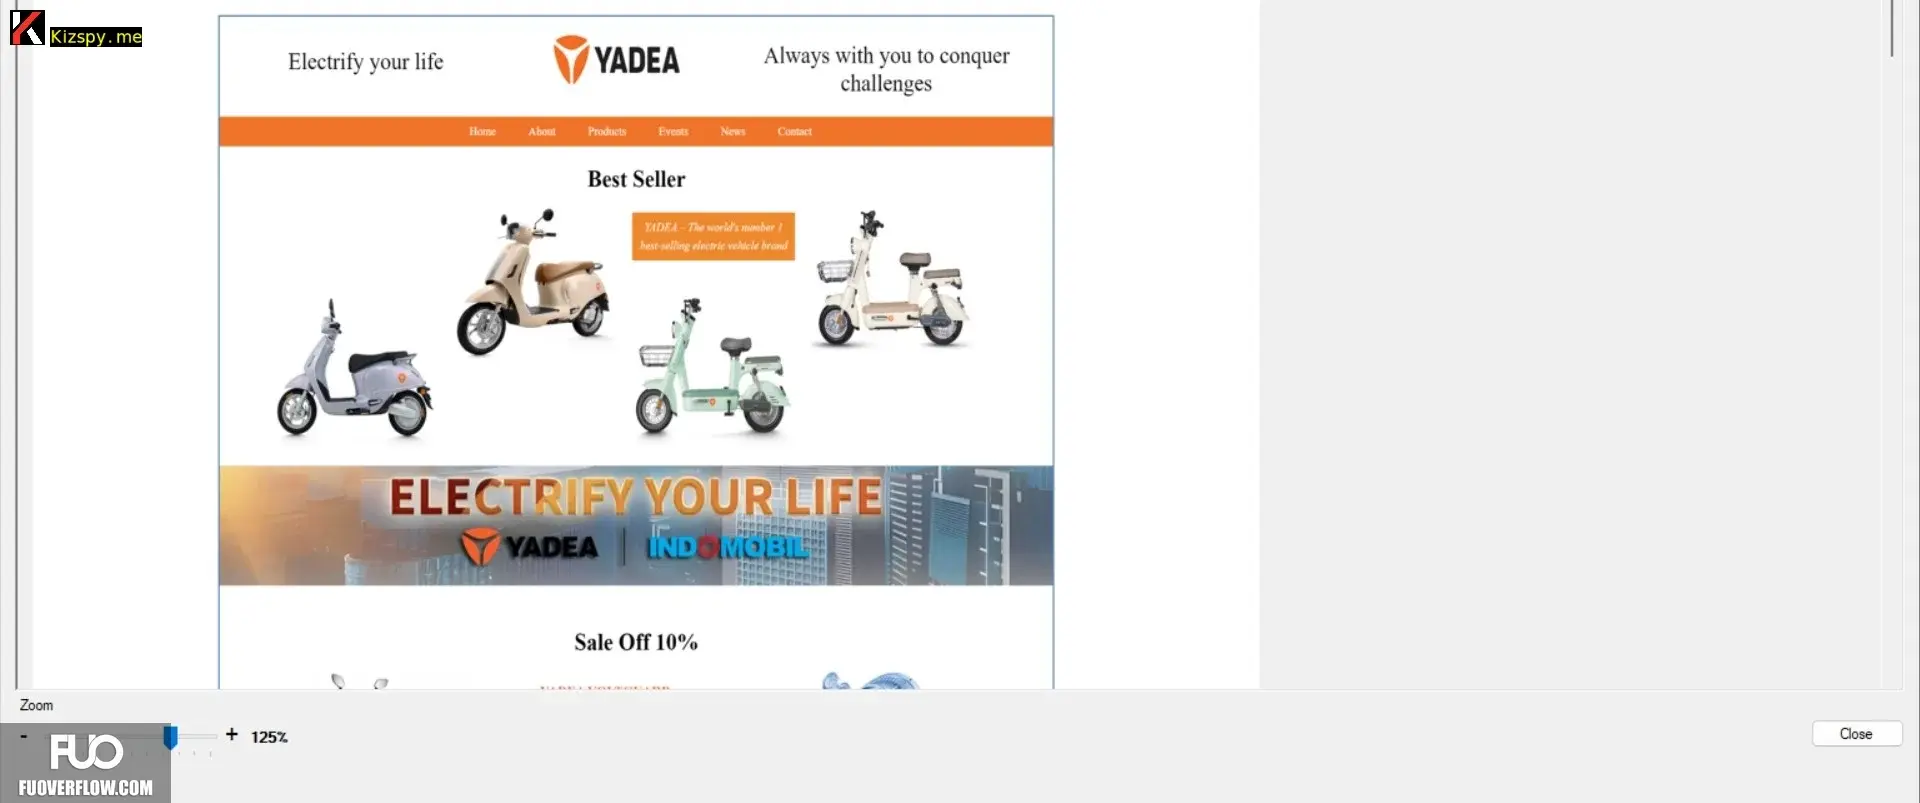 Kizspy.me
Electrify your life
YADEA
Always with you to conquer
challenges
Home About Products Events News Contact
Best Seller
YADEA - The world's number 1
best-selling electric vehicle brand
ELECTRIFY YOUR LIFE
YADEA | INDOMOBIL
Sale Off 10%
Zoom
- + 125%
Close
FUO
FUOVERFLOW.COM